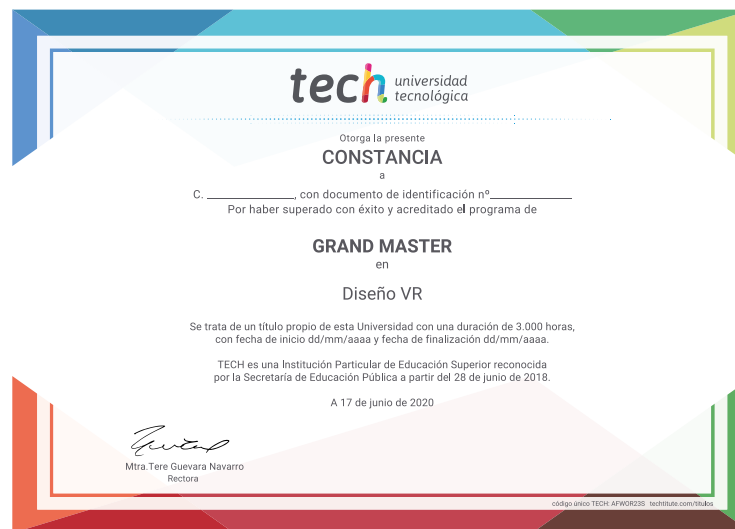 tech universidad
tecnológica
Otorga la presente
CONSTANCIA
a
C. ________________, con documento de identificación nº______________
Por haber superado con éxito y acreditado el programa de
GRAND MASTER
en
Diseño VR
Se trata de un título propio de esta Universidad con una duración de 3.000 horas,
con fecha de inicio dd/mm/aaaa y fecha de finalización dd/mm/aaaa.
TECH es una Institución Particular de Educación Superior reconocida
por la Secretaría de Educación Pública a partir del 28 de junio de 2018.
A 17 de junio de 2020
Mtra.Tere Guevara Navarro
Rectora
código único TECH: AFWOR23S techtitute.com/títulos